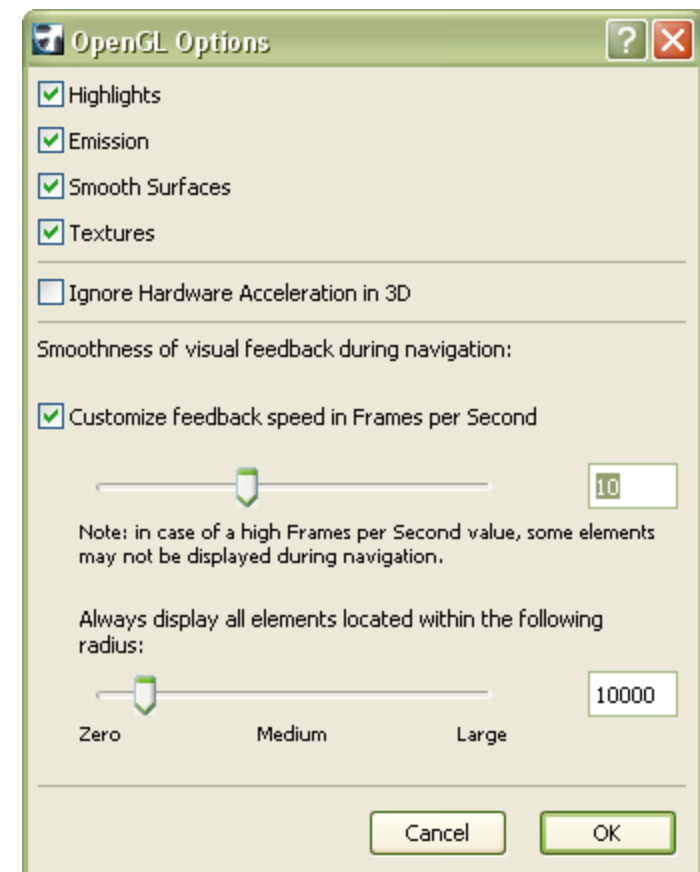 OpenGL Options
Highlights
Emission
Smooth Surfaces
Textures
Ignore Hardware Acceleration in 3D
Smoothness of visual feedback during navigation:
Customize feedback speed in Frames per Second
10
Note: in case of a high Frames per Second value, some elements
may not be displayed during navigation.
Always display all elements located within the following
radius:
10000
Zero Medium Large
Cancel OK